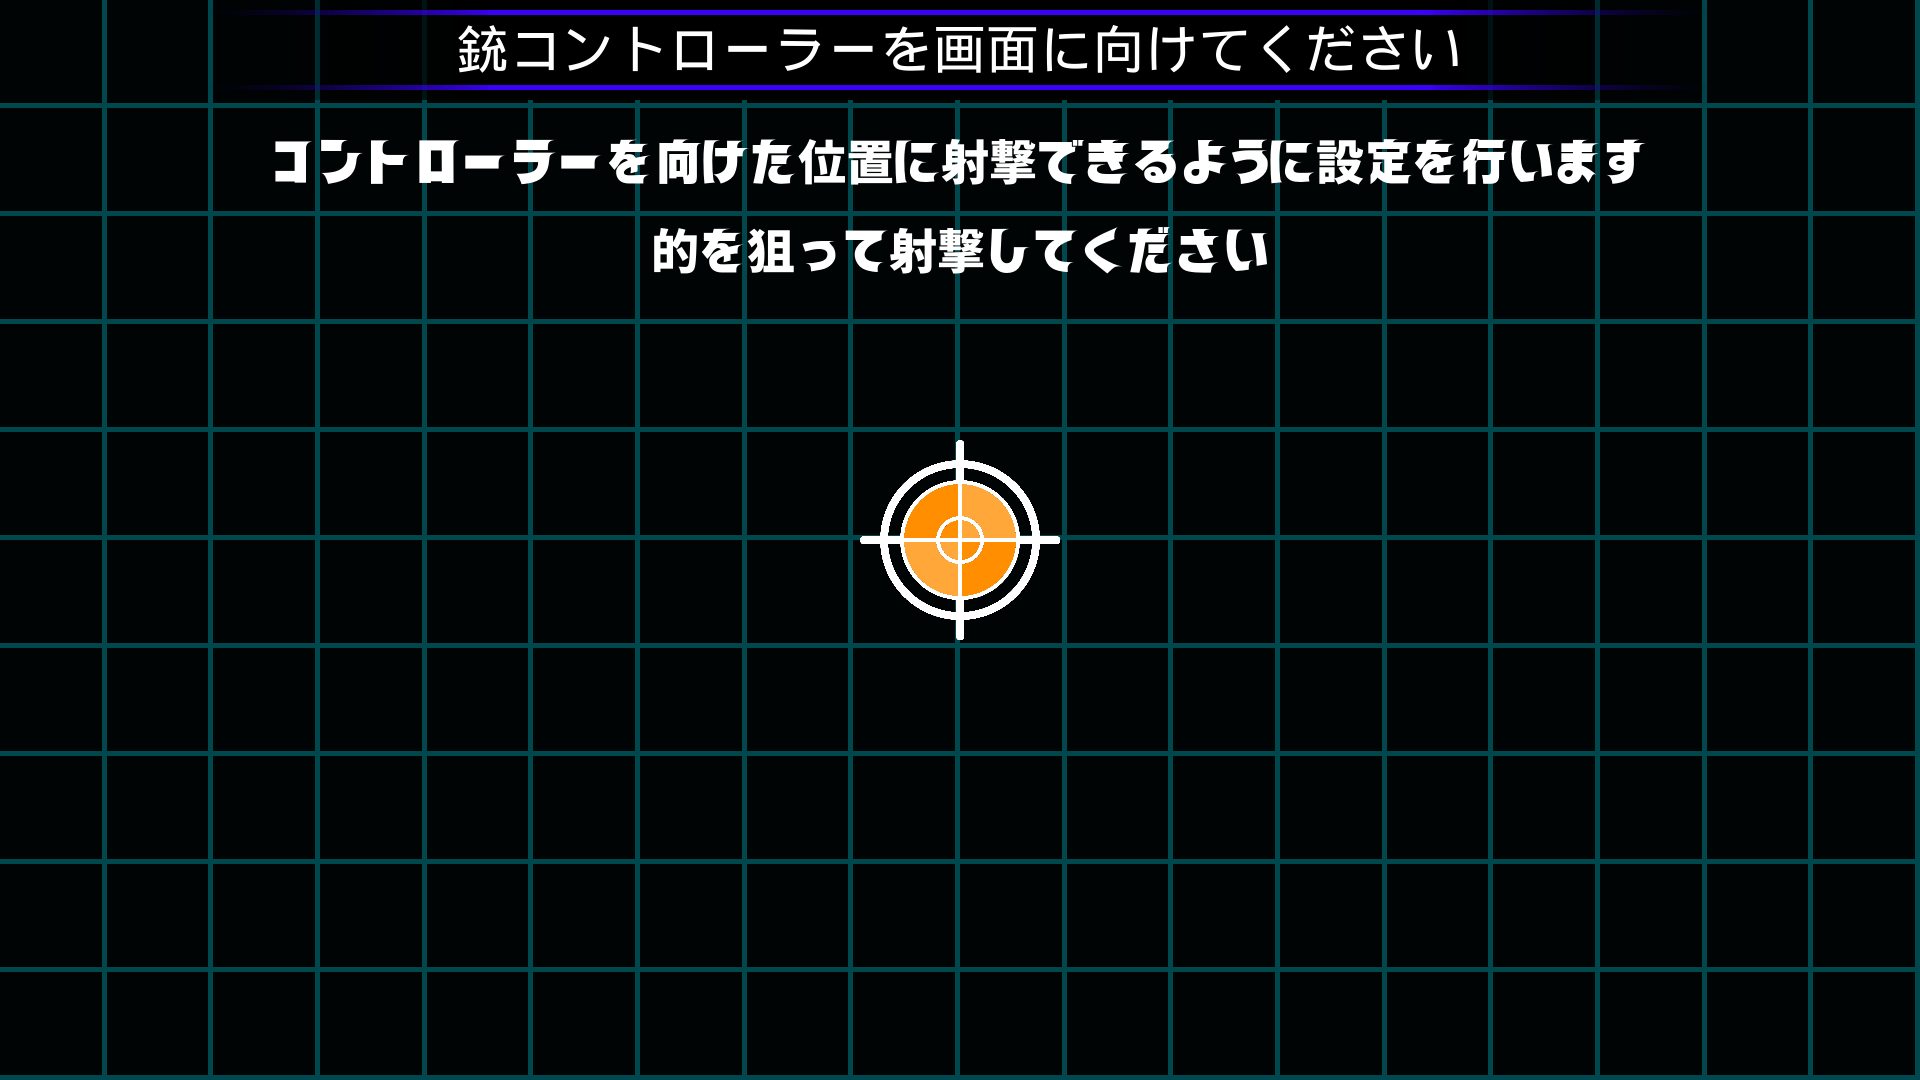 銃コントローラーを画面に向けてください
コントローラーを向けた位置に射撃できるように設定を行います
的を狙って射撃してください